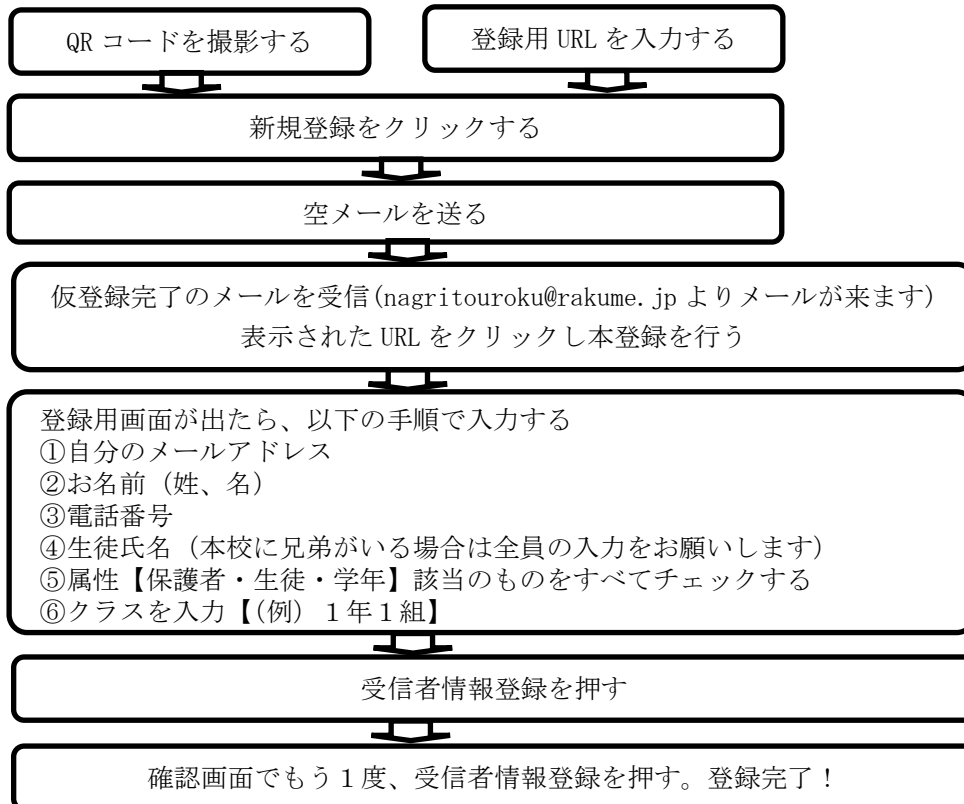 QR コードを撮影する
登録用 URL を入力する
新規登録をクリックする
空メールを送る
仮登録完了のメールを受信(nagritouroku@rakume.jp よりメールが来ます)
表示された URL をクリックし本登録を行う
登録用画面が出たら、以下の手順で入力する
①自分のメールアドレス
②お名前（姓、名）
③電話番号
④生徒氏名（本校に兄弟がいる場合は全員の入力をお願いします）
⑤属性【保護者・生徒・学年】該当のものをすべてチェックする
⑥クラスを入力【(例）１年１組】
受信者情報登録を押す
確認画面でもう１度、受信者情報登録を押す。登録完了！